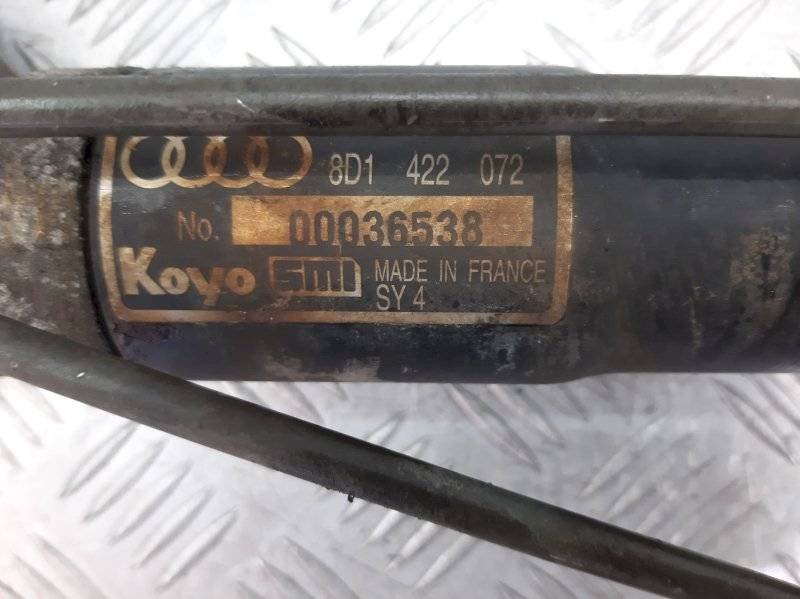 8D1 422 072
No. 00036538
Koyo smi MADE IN FRANCE
SY 4